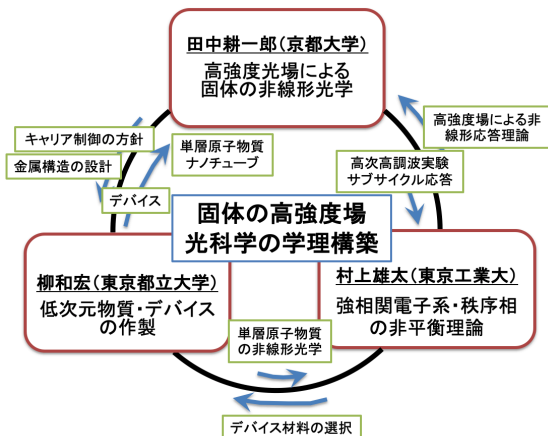 田中耕一郎(京都大学)
高強度光場による
固体の非線形光学
キャリア制御の方針
金属構造の設計
デバイス
単層原子物質
ナノチューブ
高強度場による非
線形応答理論
高次高調波実験
サブサイクル応答
固体の高強度場
光科学の学理構築
柳和宏(東京都立大学)
低次元物質・デバイス
の作製
村上雄太(東京工業大)
強相関電子系・秩序相
の非平衡理論
単層原子物質
の非線形光学
デバイス材料の選択